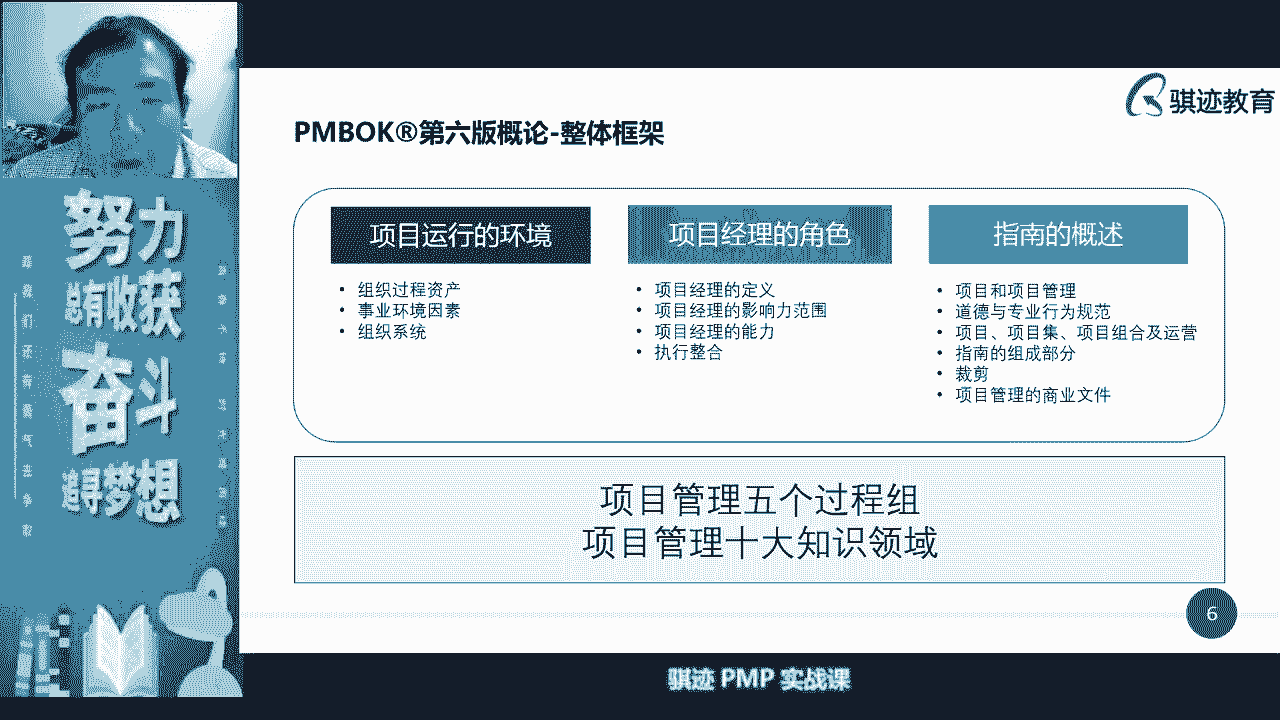 骐迹教育
PMBOK®第六版概论-整体框架
项目运行的环境
• 组织过程资产
• 事业环境因素
• 组织系统
项目经理的角色
• 项目经理的定义
• 项目经理的影响力范围
• 项目经理的能力
• 执行整合
指南的概述
• 项目和项目管理
• 道德与专业行为规范
• 项目、项目集、项目组合及运营
• 指南的组成部分
• 裁剪
• 项目管理的商业文件
项目管理五个过程组
项目管理十大知识领域
6
努力
总有收获
奋斗
追寻梦想
骐迹 PMP 实战课